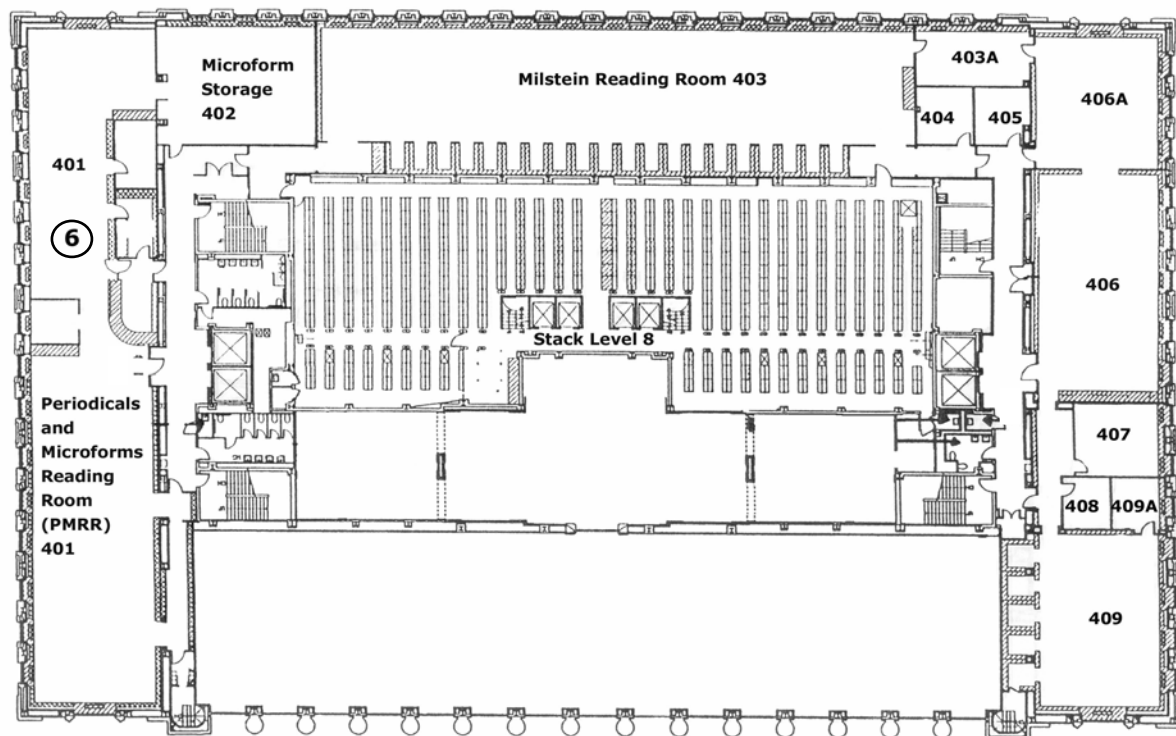 Microform
Storage
402
Milstein Reading Room 403
403A
404
405
406A
401
6
406
Stack Level 8
Periodicals
and
Microforms
Reading
Room
(PMRR)
401
407
408
409A
409